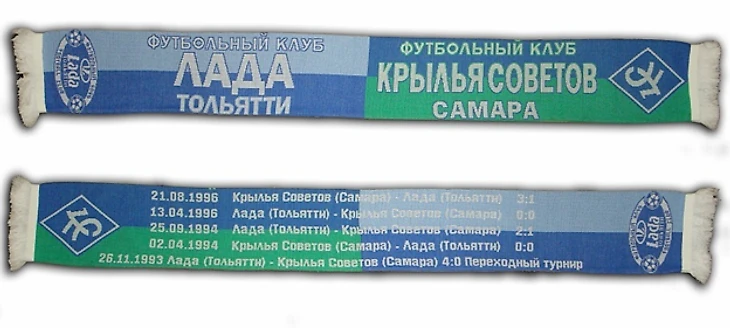 ФУТБОЛЬНЫЙ КЛУБ
ЛАДА
ТОЛЬЯТТИ
Lada
ФУТБОЛЬНЫЙ КЛУБ
КРЫЛЬЯ СОВЕТОВ
САМАРА
21.08.1996 Крылья Советов (Самара) - Лада (Тольятти) 3:1
13.04.1996 Лада (Тольятти) - Крылья Советов (Самара) 0:0
25.09.1994 Лада (Тольятти) - Крылья Советов (Самара) 2:1
02.04.1994 Крылья Советов (Самара) - Лада (Тольятти) 0:0
26.11.1993 Лада (Тольятти) - Крылья Советов (Самара) 4:0 Переходный турнир
Lada